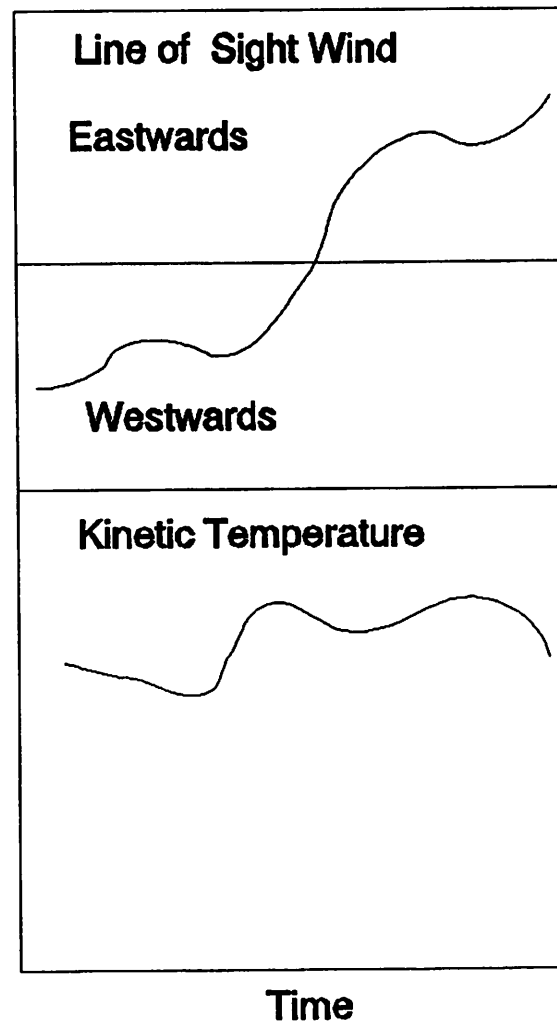 Line of Sight Wind
Eastwards
Westwards
Kinetic Temperature
Time